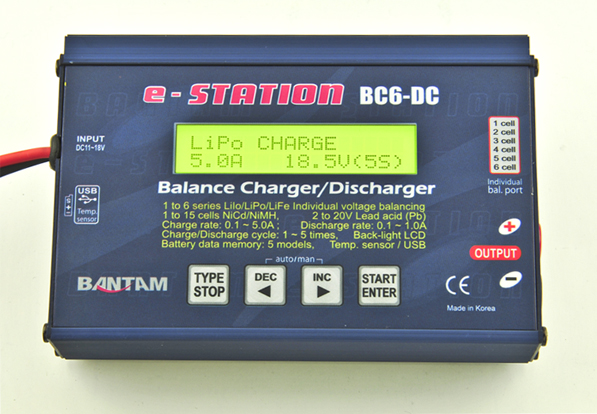 e-STATION BC6-DC
INPUT
DC11~18V
LiPo CHARGE
5.0A 18.5V(5S)
1 cell
2 cell
3 cell
4 cell
5 cell
6 cell
Individual
bal. port
USB
Temp.
sensor
Balance Charger/Discharger
1 to 6 series LiIo/LiPo/LiFe Individual voltage balancing
1 to 15 cells NiCd/NiMH, 2 to 20V Lead acid (Pb)
Charge rate: 0.1 ~ 5.0A ; Discharge rate: 0.1 ~ 1.0A
Charge/Discharge cycle: 1 ~ 5 times, Back-light LCD
Battery data memory: 5 models, Temp. sensor / USB
+
OUTPUT
−
auto/man
BANTAM
TYPE
STOP
DEC
◄
INC
►
START
ENTER
CE
Made in Korea